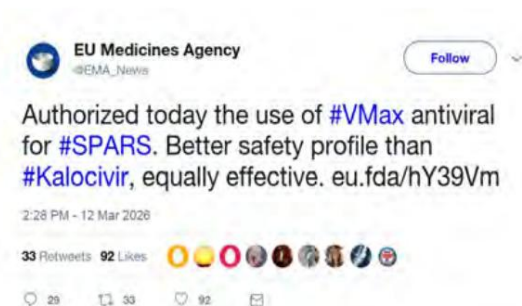 EU Medicines Agency
@EMA_News
Follow
Authorized today the use of #VMax antiviral
for #SPARS. Better safety profile than
#Kalocivir, equally effective. eu.fda/hY39Vm
2:28 PM - 12 Mar 2026
33 Retweets 92 Likes
29 33 92